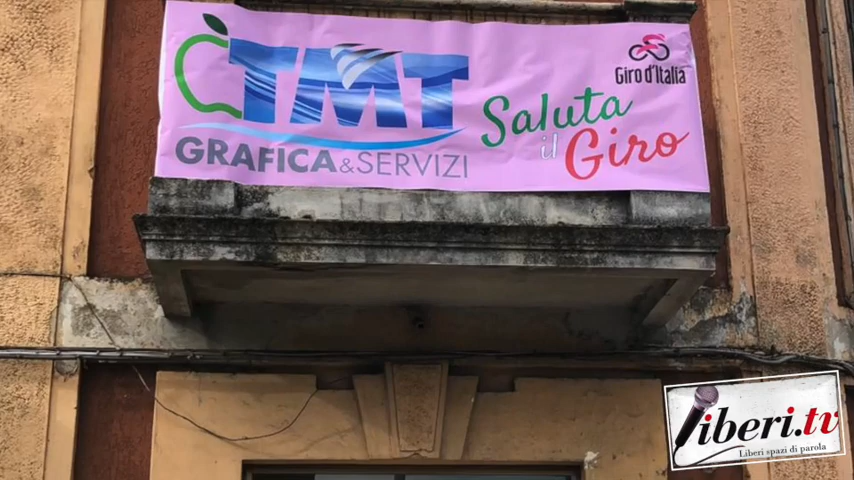 TMT
GRAFICA&SERVIZI
Saluta
il Giro
Giro d'Italia
liberi.tv
Liberi spazi di parola